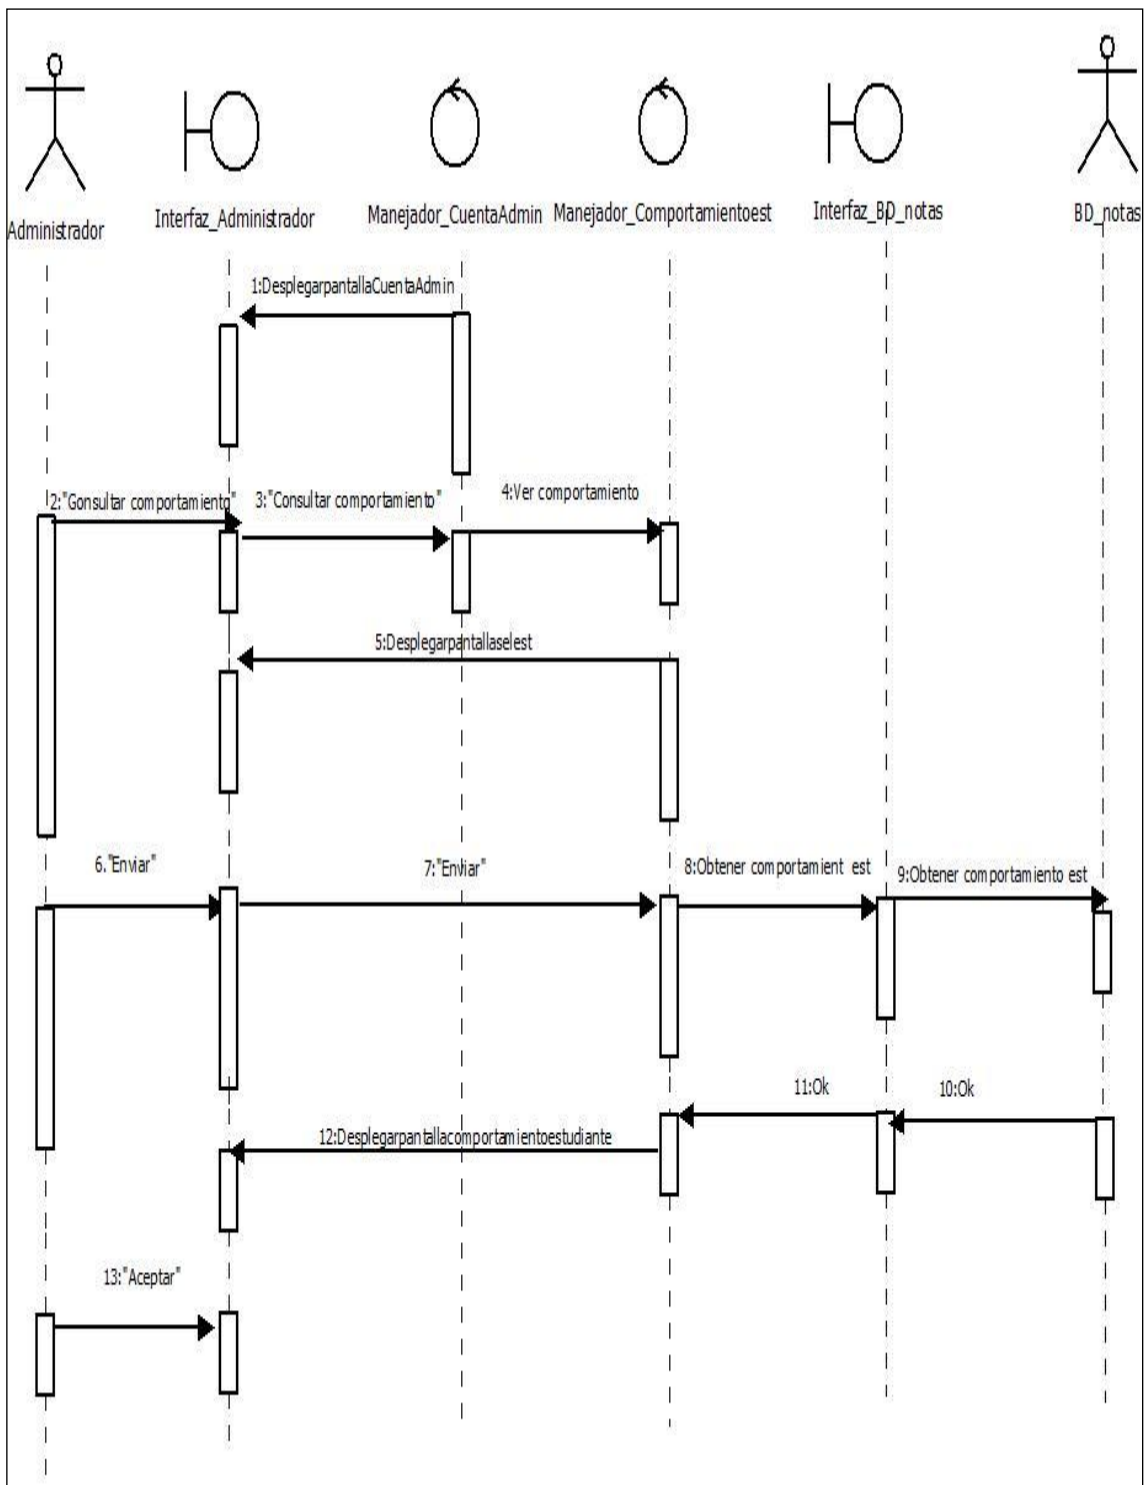 Administrador
Interfaz_Administrador
Manejador_CuentaAdmin
Manejador_Comportamientoest
Interfaz_BD_notas
BD_notas
1:DesplegarpantallaCuentaAdmin
2:"Gonsultar comportamiento"
3:"Consultar comportamiento"
4:Ver comportamiento
5:Desplegarpantallaselest
6."Enviar"
7:"Enviar"
8:Obtener comportamient est
9:Obtener comportamiento est
10:Ok
11:Ok
12:Desplegarpantallacomportamientoestudiante
13:"Aceptar"